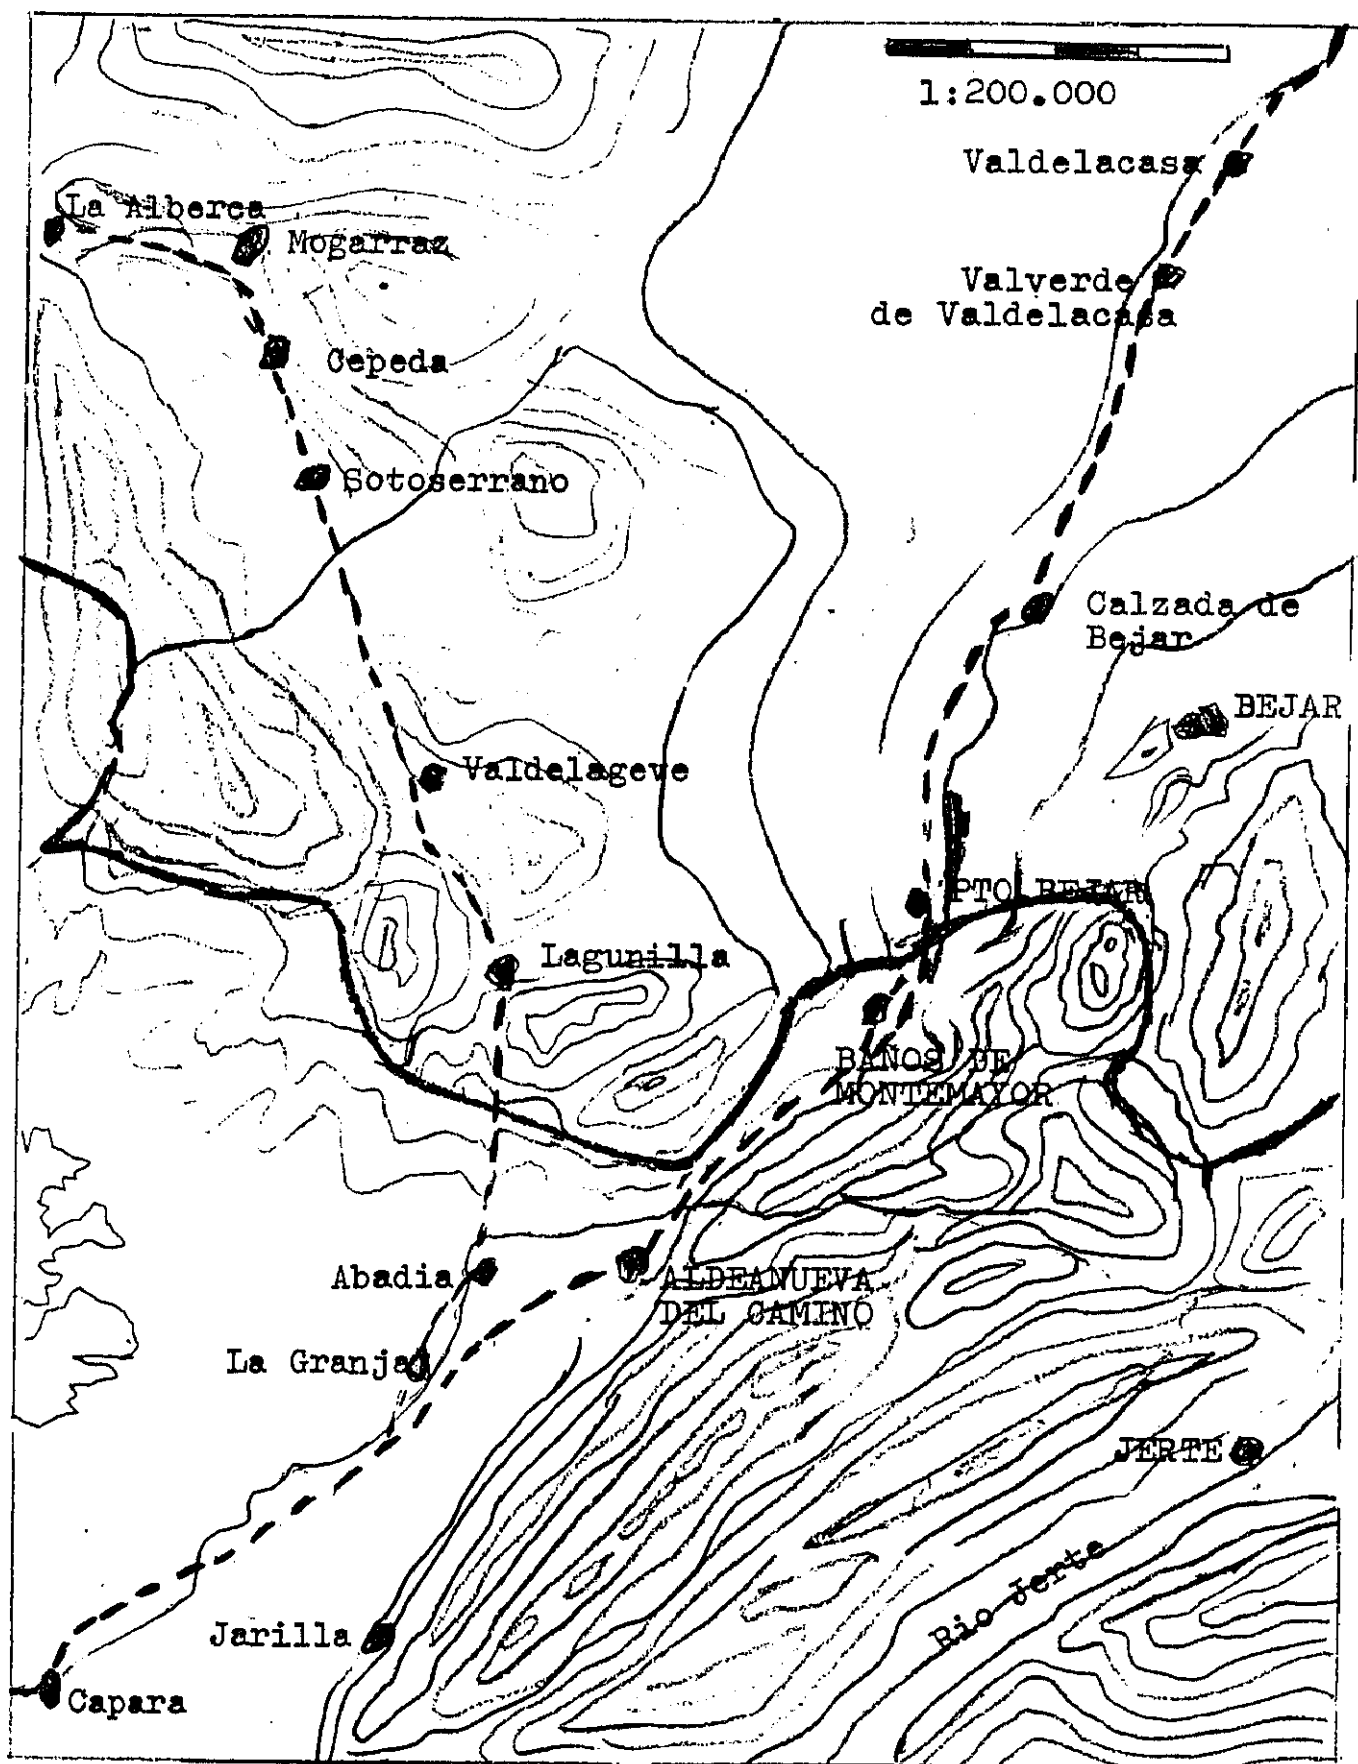 1:200.000
Valdelacasa
La Alberca
Mogarraz
Valverde
de Valdelacasa
Cepeda
Sotoserrano
Calzada de
Bejar
BEJAR
Valdelageve
PTO BEJAR
Lagunilla
BAÑOS DE
MONTEMAYOR
Abadia
ALDEANUEVA
DEL CAMINO
La Granja
JERTE
Rio Jerte
Jarilla
Capara